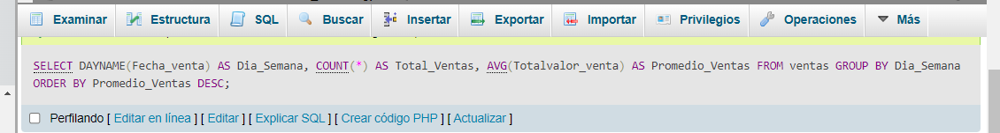 Examinar Estructura SQL Buscar Insertar Exportar Importar Privilegios Operaciones Más
SELECT DAYNAME(Fecha_venta) AS Dia_Semana, COUNT(*) AS Total_Ventas, AVG(Totalvalor_venta) AS Promedio_Ventas FROM ventas GROUP BY Dia_Semana
ORDER BY Promedio_Ventas DESC;
Perfilando [ Editar en línea ] [ Editar ] [ Explicar SQL ] [ Crear código PHP ] [ Actualizar ]